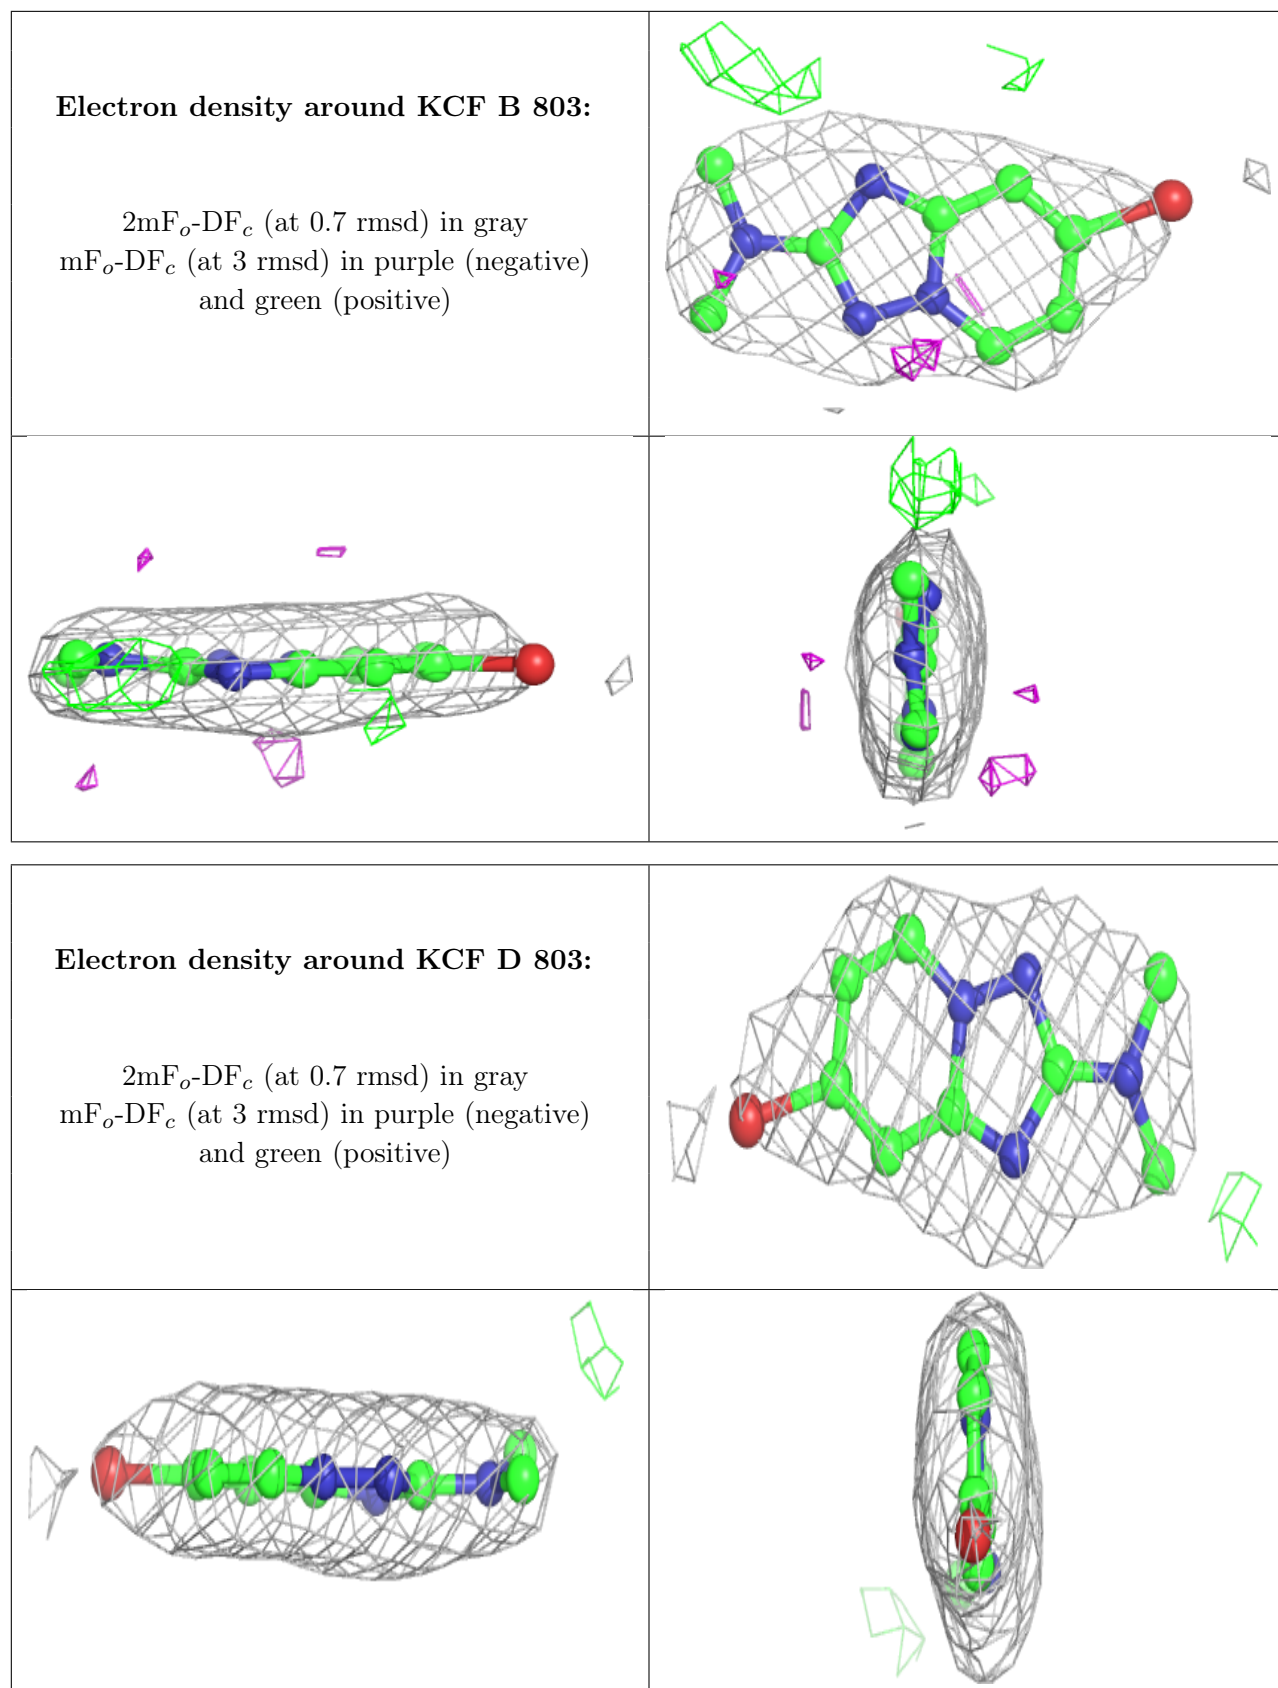 Electron density around KCF B 803:
2mFₒ-DF𝒸 (at 0.7 rmsd) in gray
mFₒ-DF𝒸 (at 3 rmsd) in purple (negative)
and green (positive)
Electron density around KCF D 803:
2mFₒ-DF𝒸 (at 0.7 rmsd) in gray
mFₒ-DF𝒸 (at 3 rmsd) in purple (negative)
and green (positive)